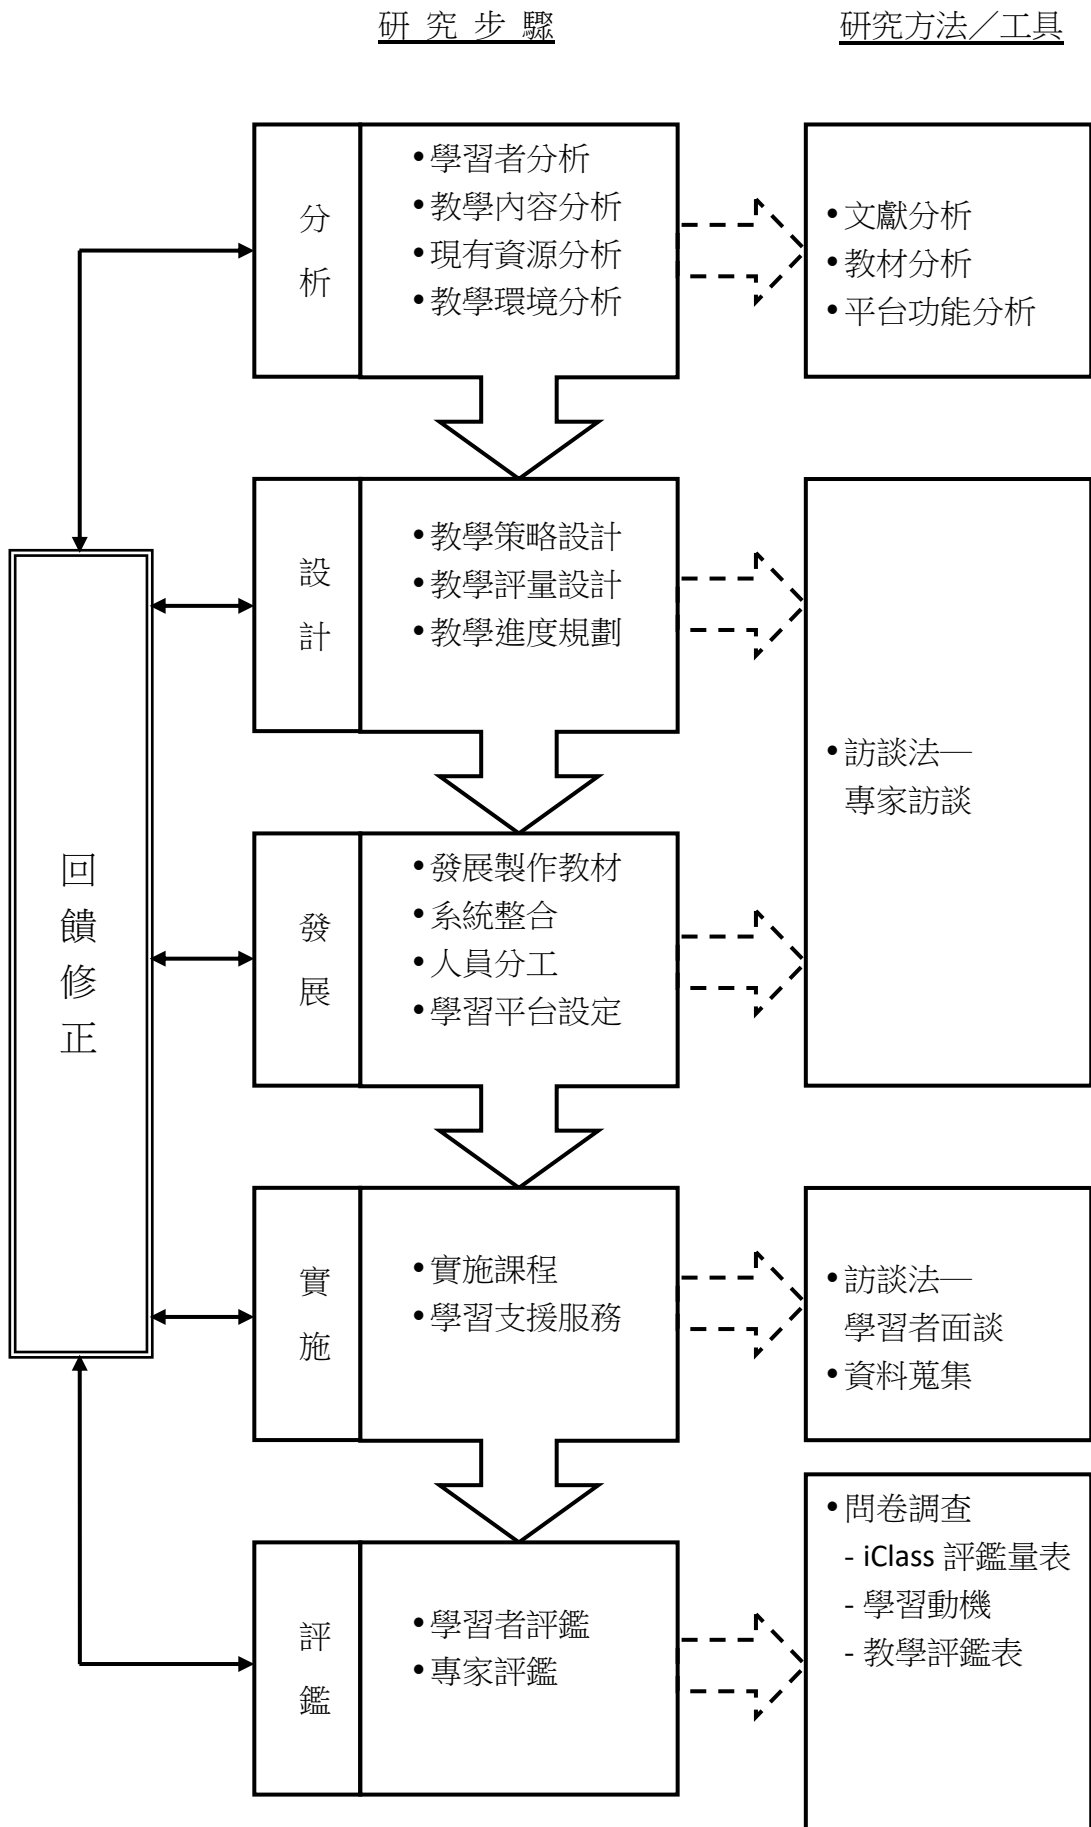 研 究 步 驟
研究方法／工具
分
析
•學習者分析
•教學內容分析
•現有資源分析
•教學環境分析
•文獻分析
•教材分析
•平台功能分析
設
計
•教學策略設計
•教學評量設計
•教學進度規劃
•訪談法—
專家訪談
回
饋
修
正
發
展
•發展製作教材
•系統整合
•人員分工
•學習平台設定
實
施
•實施課程
•學習支援服務
•訪談法—
學習者面談
•資料蒐集
評
鑑
•學習者評鑑
•專家評鑑
•問卷調查
- iClass 評鑑量表
- 學習動機
- 教學評鑑表